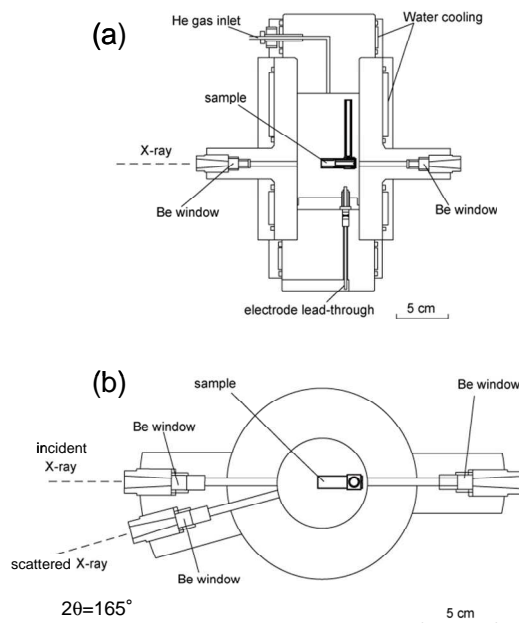 (a)
He gas inlet
Water cooling
sample
X-ray
Be window
Be window
electrode lead-through
5 cm
(b)
sample
Be window
incident
X-ray
Be window
scattered X-ray
Be window
2θ=165°
5 cm